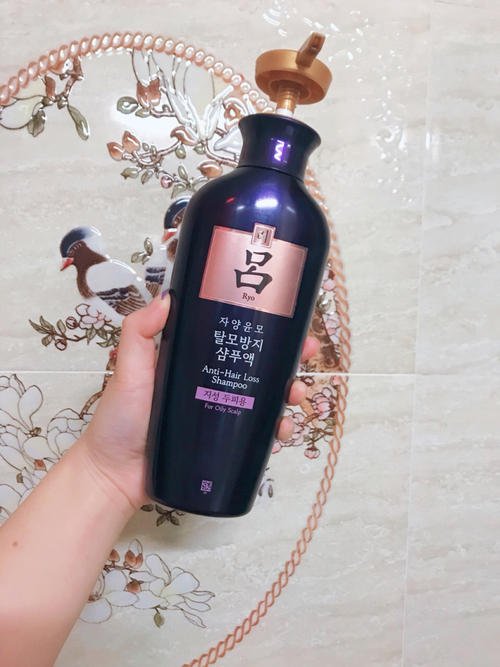 呂
Ryo
자양윤모
탈모방지
샴푸액
Anti-Hair Loss
Shampoo
지성 두피용
For Oily Scalp